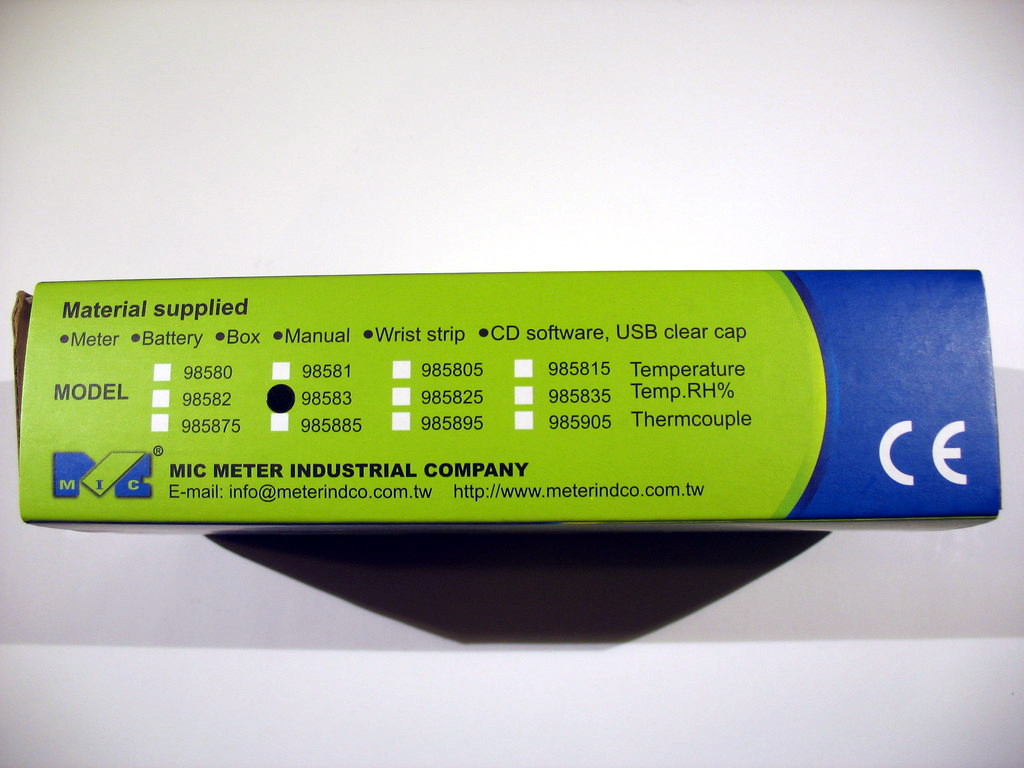 Material supplied
•Meter •Battery •Box •Manual •Wrist strip •CD software, USB clear cap
MODEL
98580 98581 985805 985815 Temperature
98582 98583 985825 985835 Temp.RH%
985875 985885 985895 985905 Thermcouple
MIC ®
MIC METER INDUSTRIAL COMPANY
E-mail: info@meterindco.com.tw http://www.meterindco.com.tw
CE